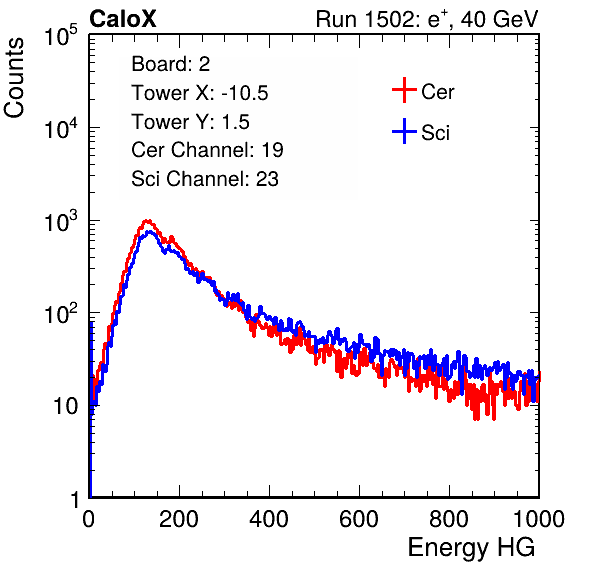 CaloX Run 1502: e⁺, 40 GeV
Counts
Board: 2
Tower X: -10.5
Tower Y: 1.5
Cer Channel: 19
Sci Channel: 23
Cer
Sci
10⁵
10⁴
10³
10²
10
1
0 200 400 600 800 1000
Energy HG